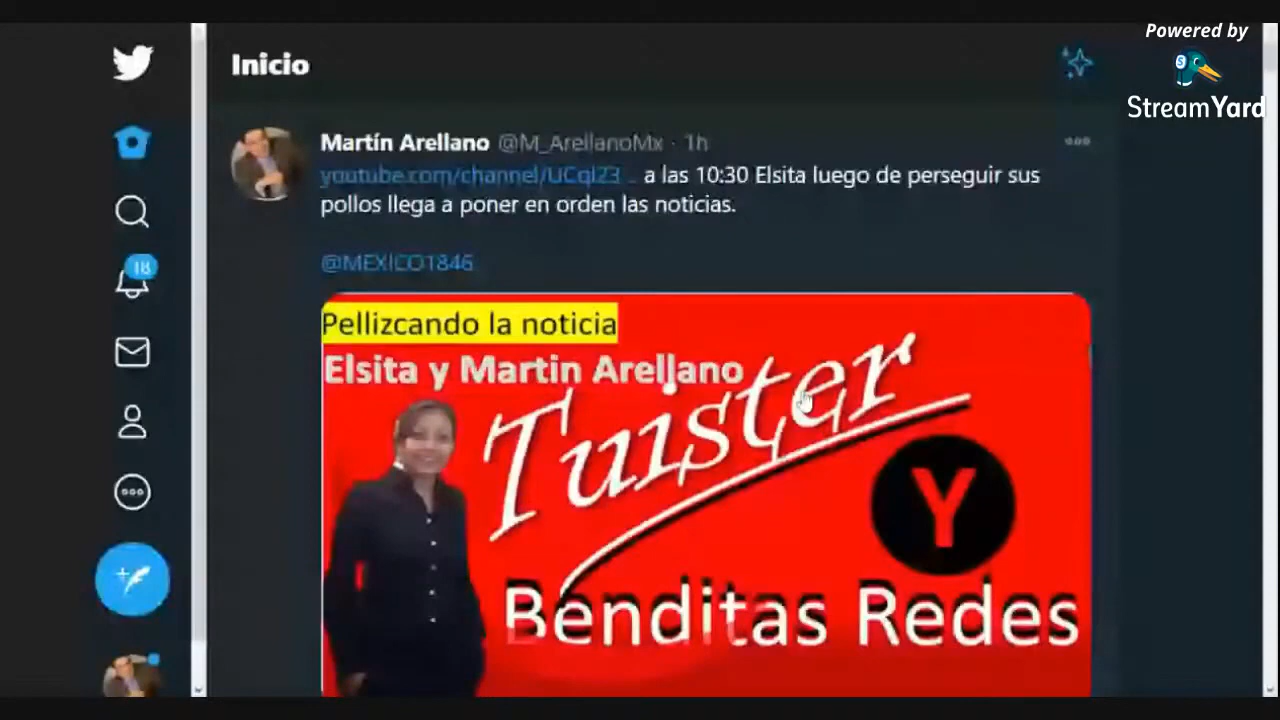 Powered by
StreamYard
Inicio
Martín Arellano @M_ArellanoMx · 1h
youtube.com/channel/UCqI23 … a las 10:30 Elsita luego de perseguir sus
pollos llega a poner en orden las noticias.
@MEXICO1846
18
Pellizcando la noticia
Elsita y Martin Arellano
Tuister
Y
Benditas Redes